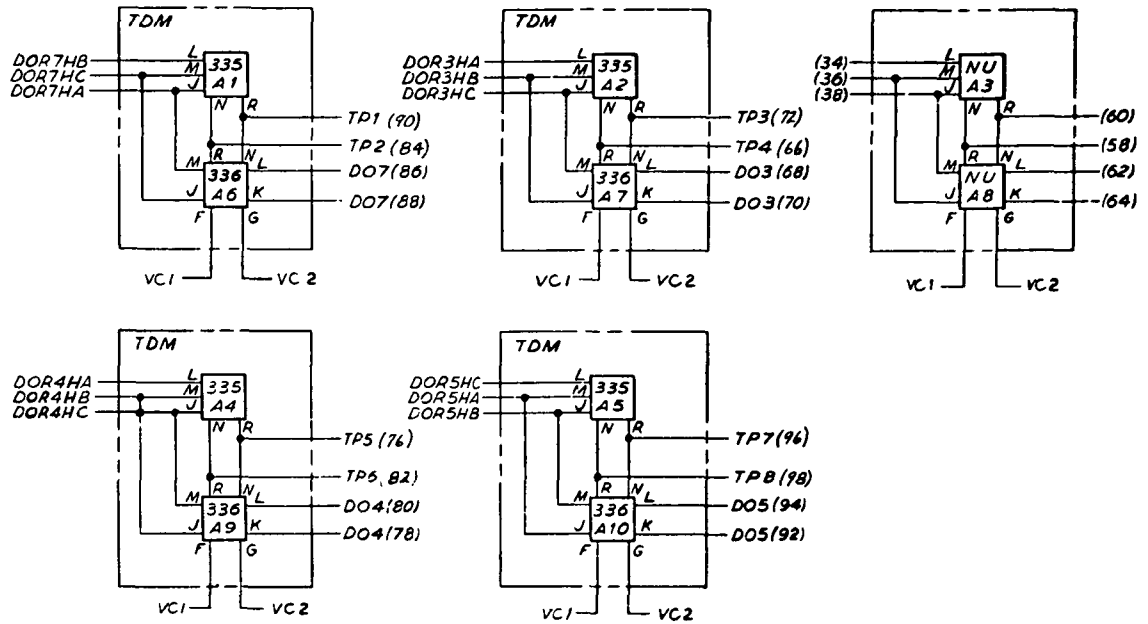 TDM
DOR7HB L 335
DOR7HC M
DOR7HA J A1
N R
TP1 (90)
TP2 (84)
M R N L DO7 (86)
336
J A6 K DO7 (88)
F G
VC1 VC2
TDM
DOR3HA L 335
DOR3HB M
DOR3HC J A2
N R
TP3 (72)
TP4 (66)
M R N L DO3 (68)
336
J A7 K DO3 (70)
F G
VC1 VC2
(34) L NU
(36) M
(38) J A3
N R
(60)
(58)
M R N L (62)
NU
J A8 K (64)
F G
VC1 VC2
TDM
DOR4HA L 335
DOR4HB M
DOR4HC J A4
N R
TP5 (76)
TP6 (82)
M R N L DO4 (80)
336
J A9 K DO4 (78)
F G
VC1 VC2
TDM
DOR5HC L 335
DOR5HA M
DOR5HB J A5
N R
TP7 (96)
TP8 (98)
M R N L DO5 (94)
336
J A10 K DO5 (92)
F G
VC1 VC2